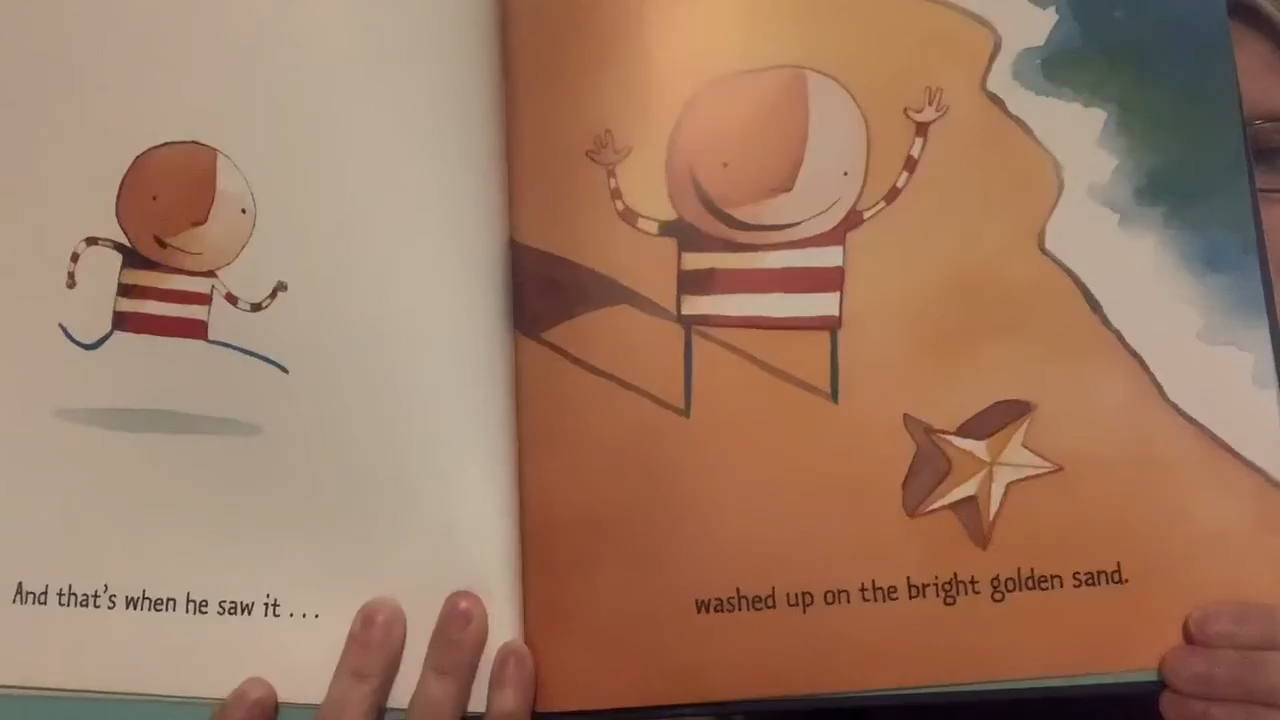 And that's when he saw it . . .
washed up on the bright golden sand.